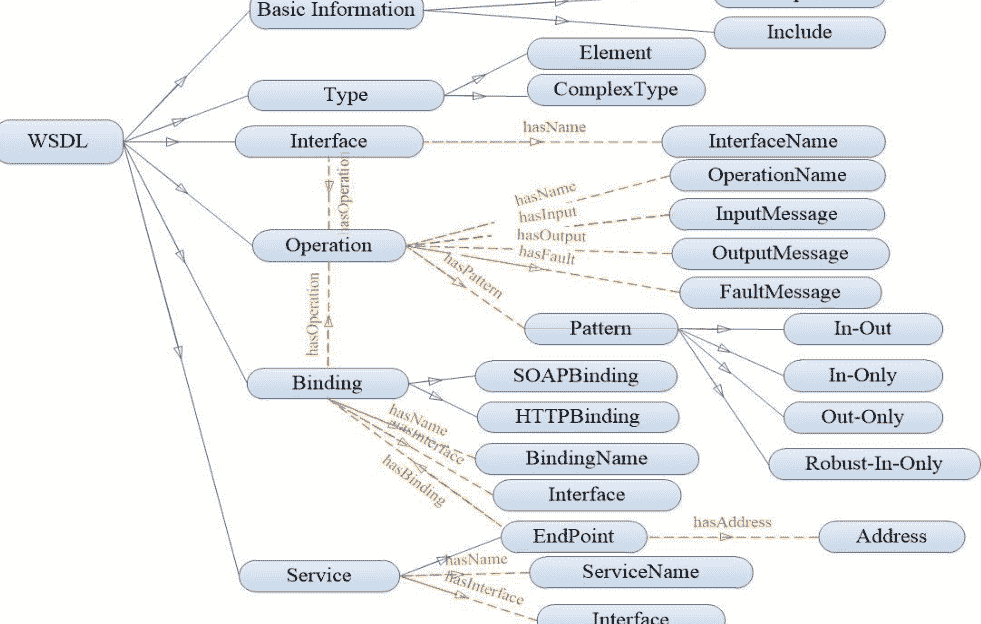 Basic Information
Include
Element
Type
ComplexType
WSDL
Interface
hasName
InterfaceName
hasOperation
OperationName
hasName
hasInput
InputMessage
Operation
hasOutput
OutputMessage
hasFault
hasPattern
FaultMessage
hasOperation
Pattern
In-Out
Binding
SOAPBinding
In-Only
HTTPBinding
Out-Only
hasName
hasInterface
BindingName
Robust-In-Only
hasBinding
Interface
EndPoint
hasAddress
Address
hasName
Service
ServiceName
hasInterface
Interface